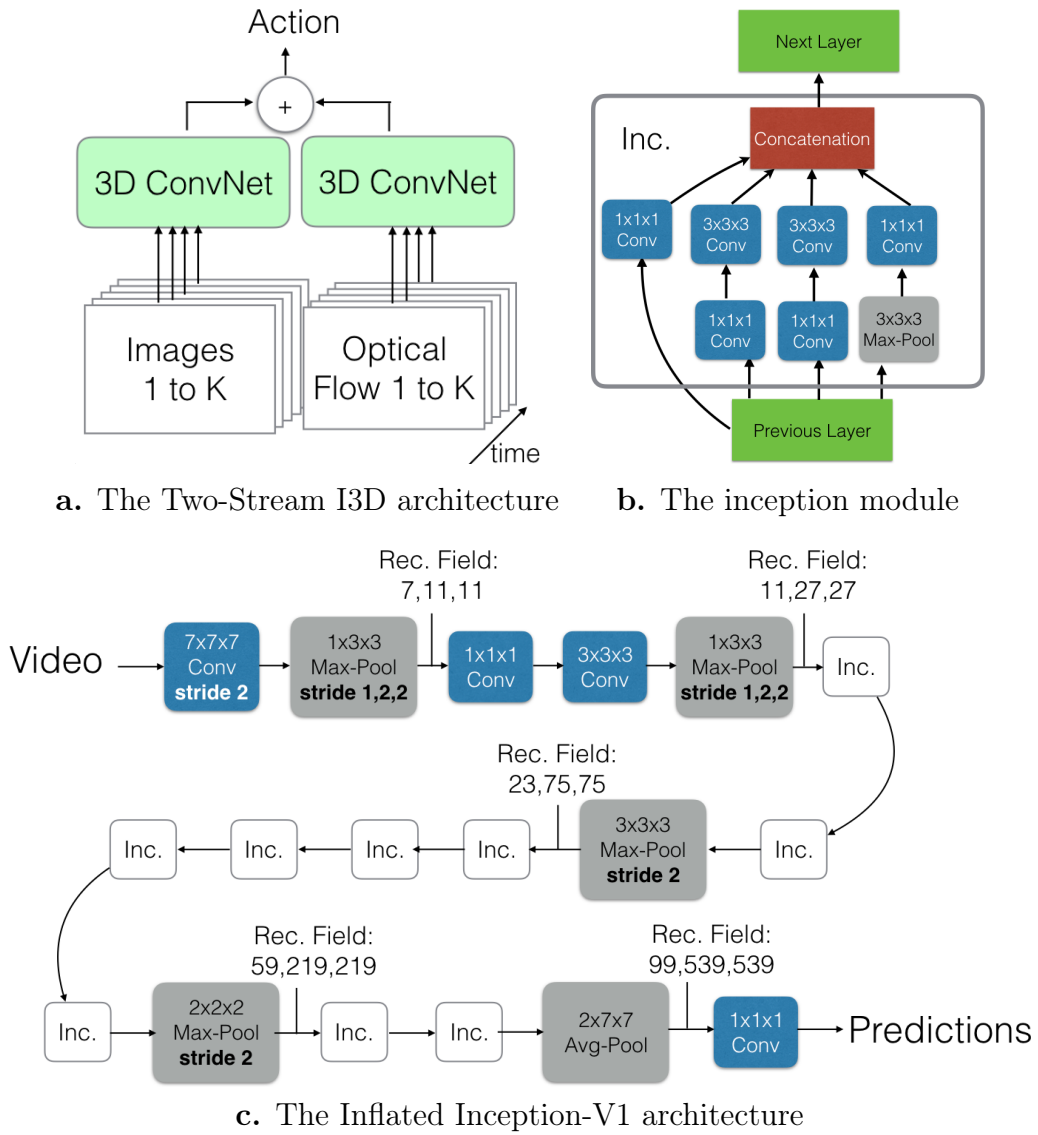 Action
+
3D ConvNet
3D ConvNet
Images
1 to K
Optical
Flow 1 to K
time
a. The Two-Stream I3D architecture
Next Layer
Inc.
Concatenation
1x1x1
Conv
3x3x3
Conv
3x3x3
Conv
1x1x1
Conv
1x1x1
Conv
1x1x1
Conv
3x3x3
Max-Pool
Previous Layer
b. The inception module
Rec. Field:
7,11,11
Rec. Field:
11,27,27
Video
7x7x7
Conv
stride 2
1x3x3
Max-Pool
stride 1,2,2
1x1x1
Conv
3x3x3
Conv
1x3x3
Max-Pool
stride 1,2,2
Inc.
Rec. Field:
23,75,75
Inc.
Inc.
Inc.
Inc.
3x3x3
Max-Pool
stride 2
Inc.
Rec. Field:
59,219,219
Rec. Field:
99,539,539
Inc.
2x2x2
Max-Pool
stride 2
Inc.
Inc.
2x7x7
Avg-Pool
1x1x1
Conv
Predictions
c. The Inflated Inception-V1 architecture